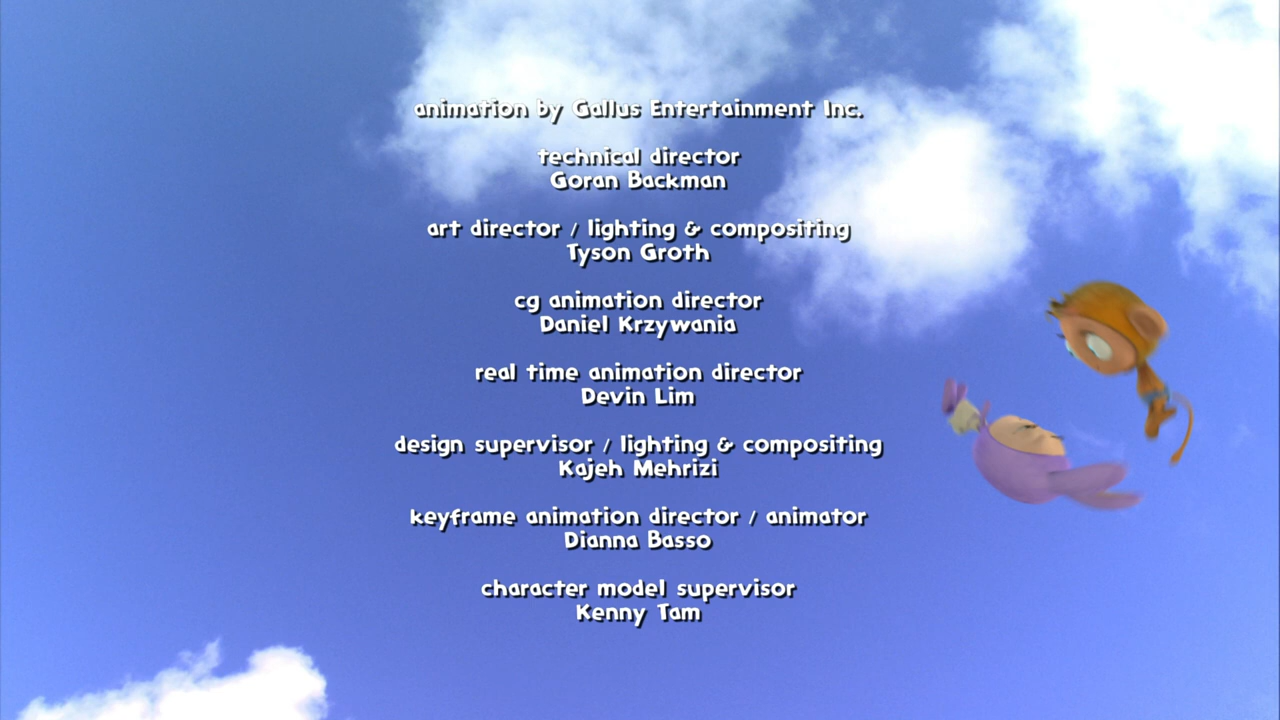 animation by Gallus Entertainment Inc.
technical director
Goran Backman
art director / lighting & compositing
Tyson Groth
cg animation director
Daniel Krzywania
real time animation director
Devin Lim
design supervisor / lighting & compositing
Kajeh Mehrizi
keyframe animation director / animator
Dianna Basso
character model supervisor
Kenny Tam